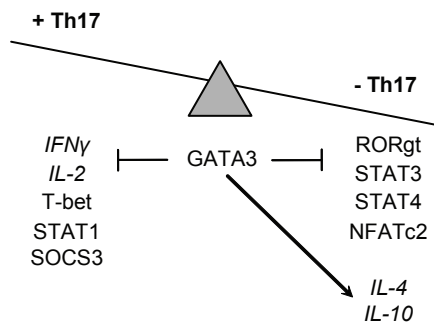 + Th17
- Th17
IFNγ
IL-2
T-bet
STAT1
SOCS3
GATA3
RORgt
STAT3
STAT4
NFATc2
IL-4
IL-10